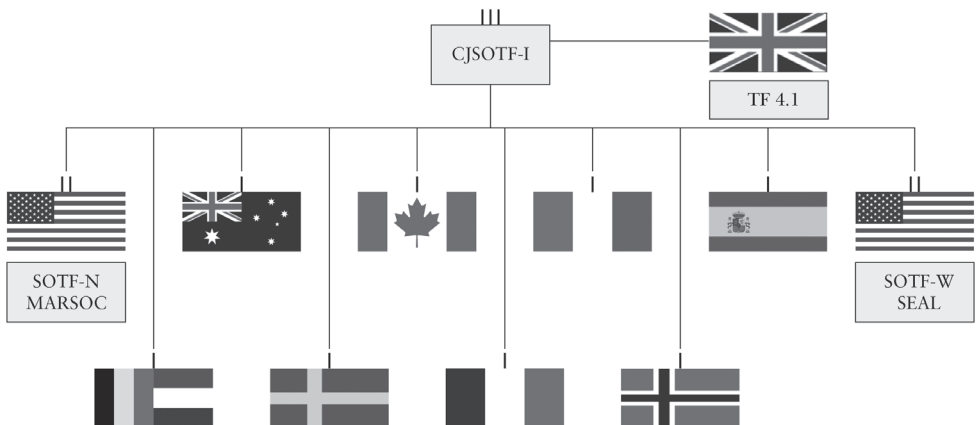 CJSOTF-I
TF 4.1
SOTF-N
MARSOC
SOTF-W
SEAL